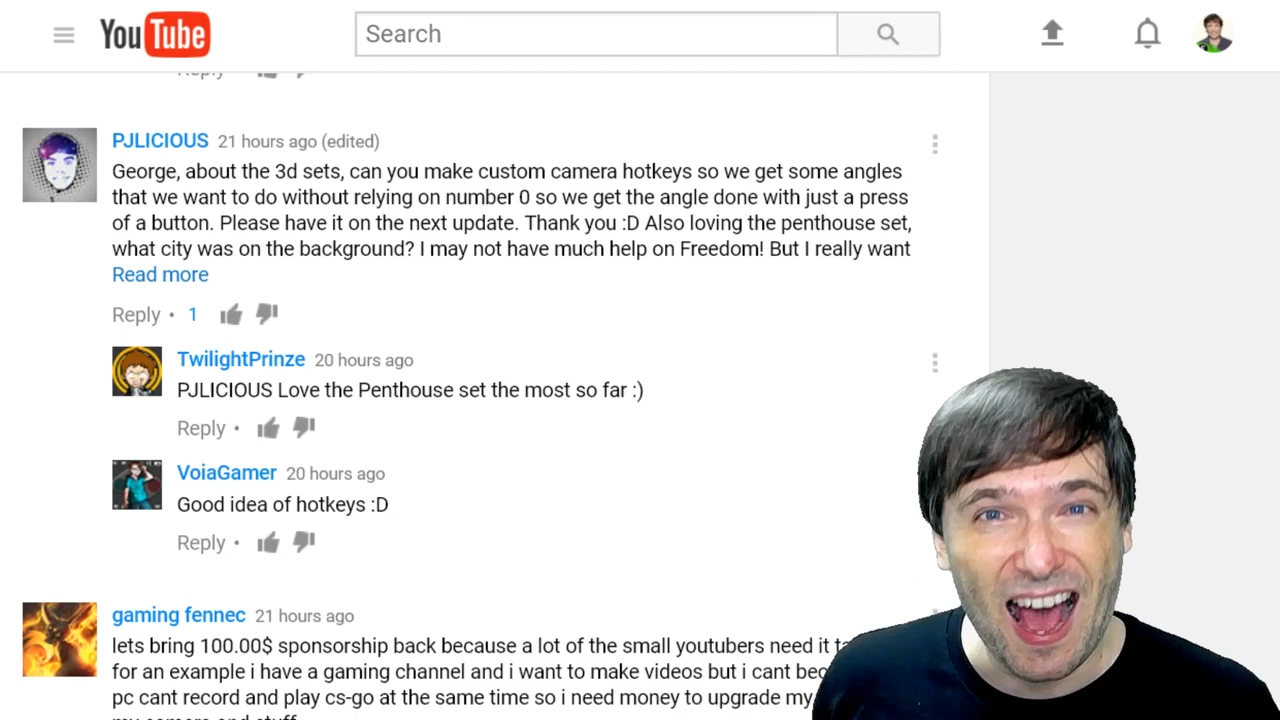 YouTube
Search
Reply
PJLICIOUS 21 hours ago (edited)
George, about the 3d sets, can you make custom camera hotkeys so we get some angles
that we want to do without relying on number 0 so we get the angle done with just a press
of a button. Please have it on the next update. Thank you :D Also loving the penthouse set,
what city was on the background? I may not have much help on Freedom! But I really want
Read more
Reply • 1
TwilightPrinze 20 hours ago
PJLICIOUS Love the Penthouse set the most so far :)
Reply •
VoiaGamer 20 hours ago
Good idea of hotkeys :D
Reply •
gaming fennec 21 hours ago
lets bring 100.00$ sponsorship back because a lot of the small youtubers need it
for an example i have a gaming channel and i want to make videos but i cant
pc cant record and play cs-go at the same time so i need money to upgrade my